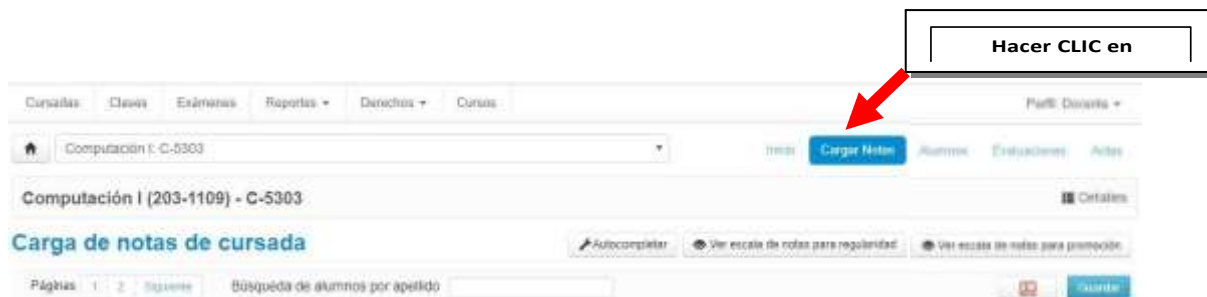 Hacer CLIC en
Cursadas Clases Exámenes Reportes Derechos Cursos Perfil: Docente
Computación I: C-5303 Inicio Cargar Notas Alumnos Evaluaciones Actas
Computación I (203-1109) - C-5303 Detalles
Carga de notas de cursada Autocompletar Ver escala de notas para regularidad Ver escala de notas para promoción
Páginas 1 2 Siguiente Búsqueda de alumnos por apellido Guardar